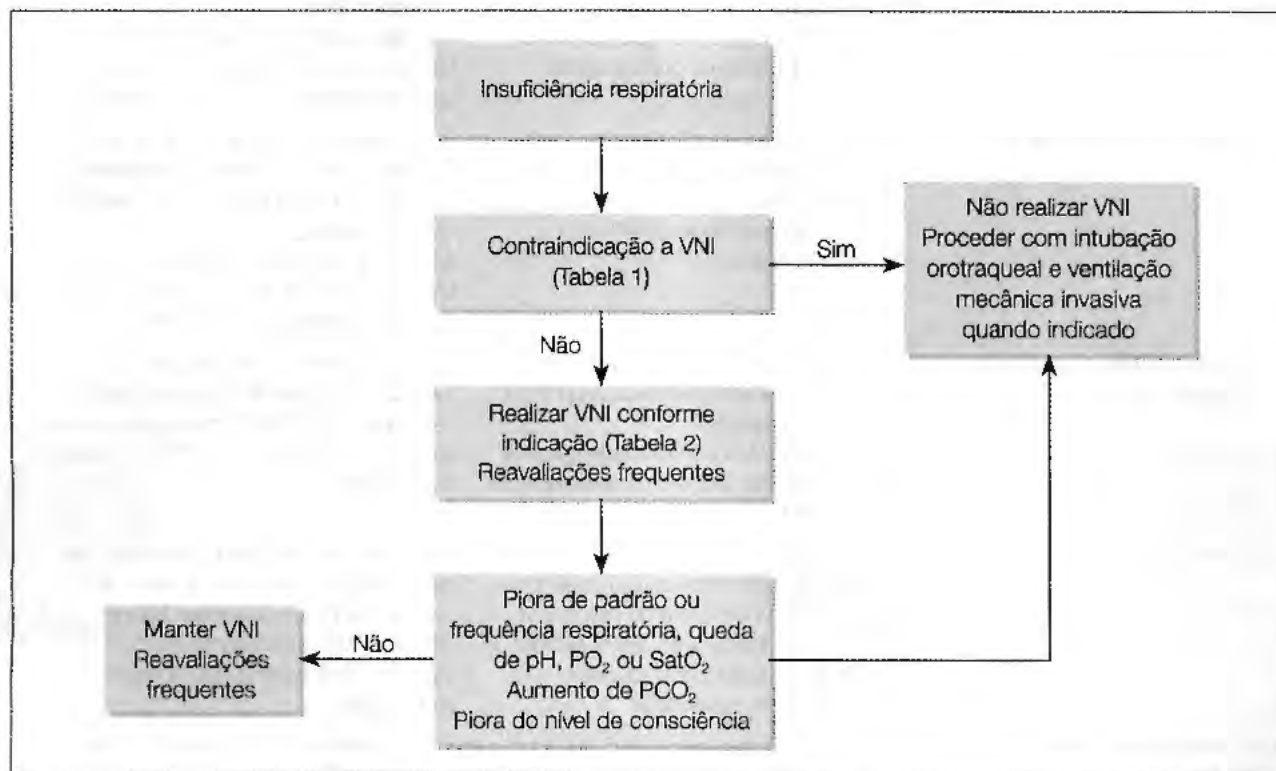 Insuficiência respiratória
Contraindicação a VNI
(Tabela 1)
Sim
Não realizar VNI
Proceder com intubação
orotraqueal e ventilação
mecânica invasiva
quando indicado
Não
Realizar VNI conforme
indicação (Tabela 2)
Reavaliações frequentes
Piora de padrão ou
frequência respiratória, queda
de pH, PO₂ ou SatO₂
Aumento de PCO₂
Piora do nível de consciência
Não
Manter VNI
Reavaliações
frequentes